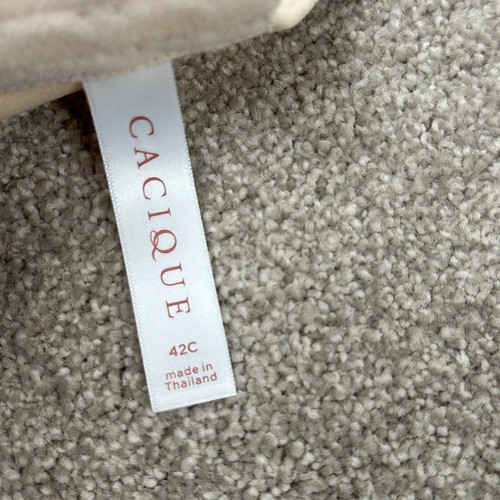 CACIQUE
42C
made in
Thailand